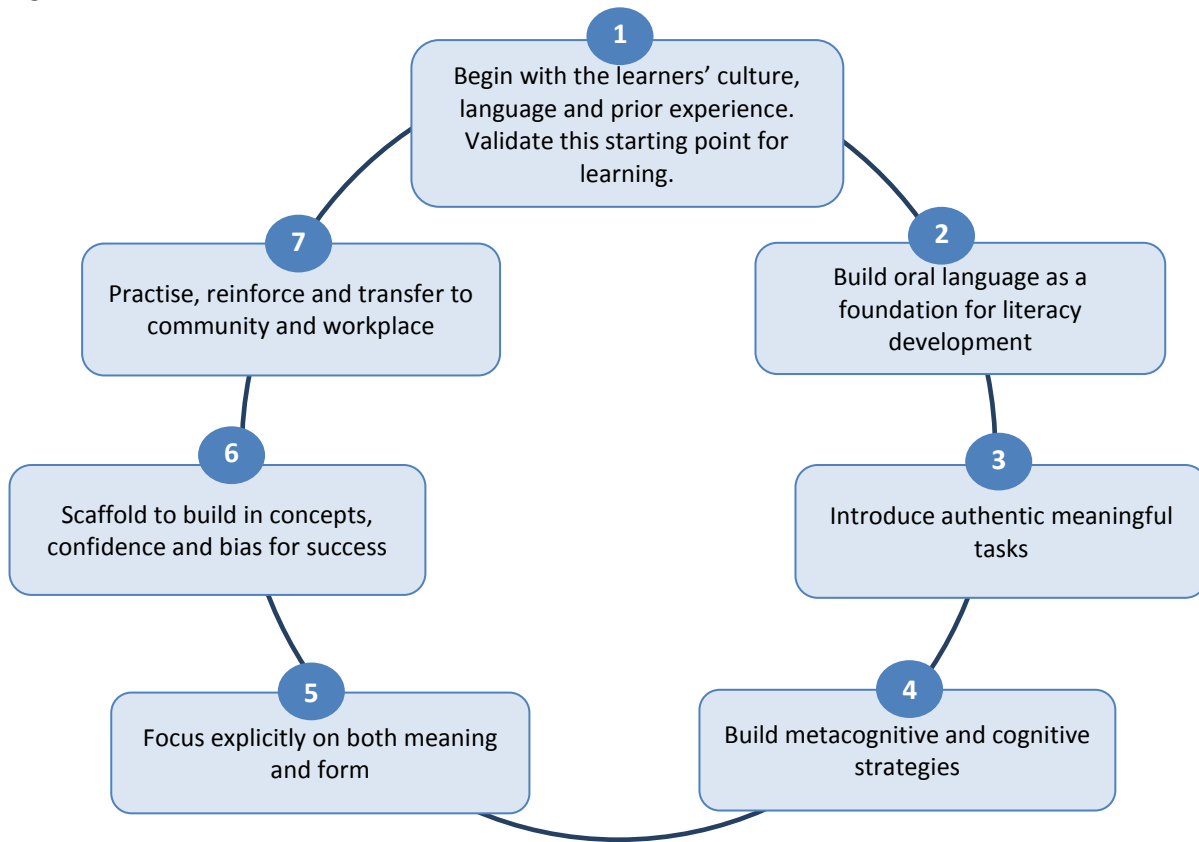 1
Begin with the learners’ culture,
language and prior experience.
Validate this starting point for
learning.
2
Build oral language as a
foundation for literacy
development
3
Introduce authentic meaningful
tasks
4
Build metacognitive and cognitive
strategies
5
Focus explicitly on both meaning
and form
6
Scaffold to build in concepts,
confidence and bias for success
7
Practise, reinforce and transfer to
community and workplace